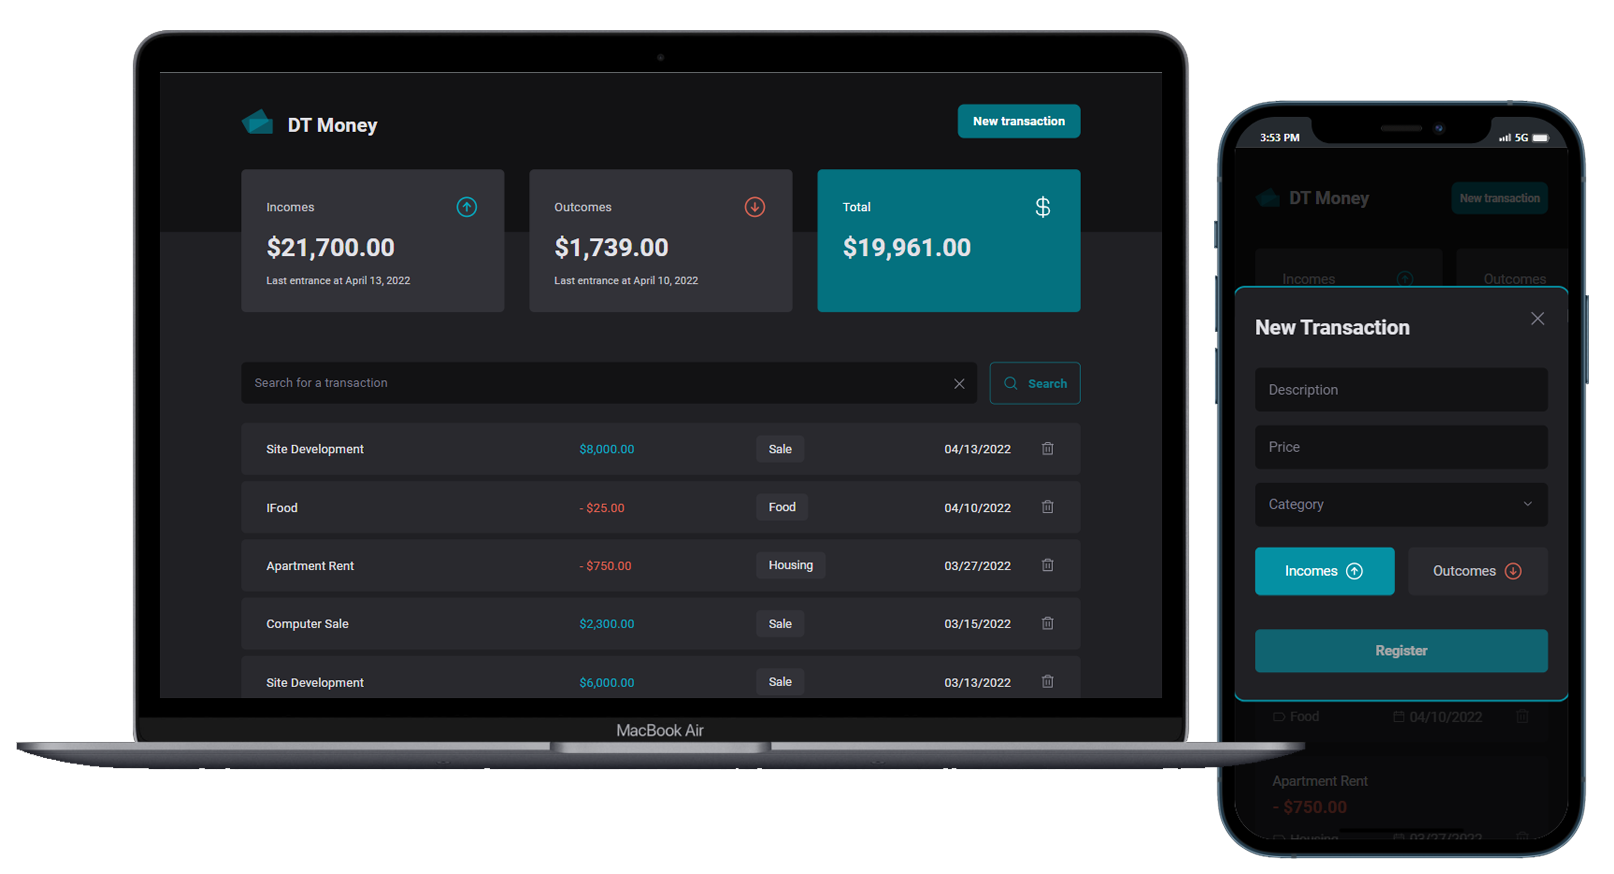 DT Money
New transaction
Incomes
$21,700.00
Last entrance at April 13, 2022
Outcomes
$1,739.00
Last entrance at April 10, 2022
Total
$
$19,961.00
Search for a transaction
Search
Site Development $8,000.00 Sale 04/13/2022
IFood - $25.00 Food 04/10/2022
Apartment Rent - $750.00 Housing 03/27/2022
Computer Sale $2,300.00 Sale 03/15/2022
Site Development $6,000.00 Sale 03/13/2022
MacBook Air
3:53 PM 5G
DT Money
New transaction
Incomes Outcomes
New Transaction
Description
Price
Category
Incomes Outcomes
Register
Food 04/10/2022
Apartment Rent
- $750.00
Housing 03/27/2022